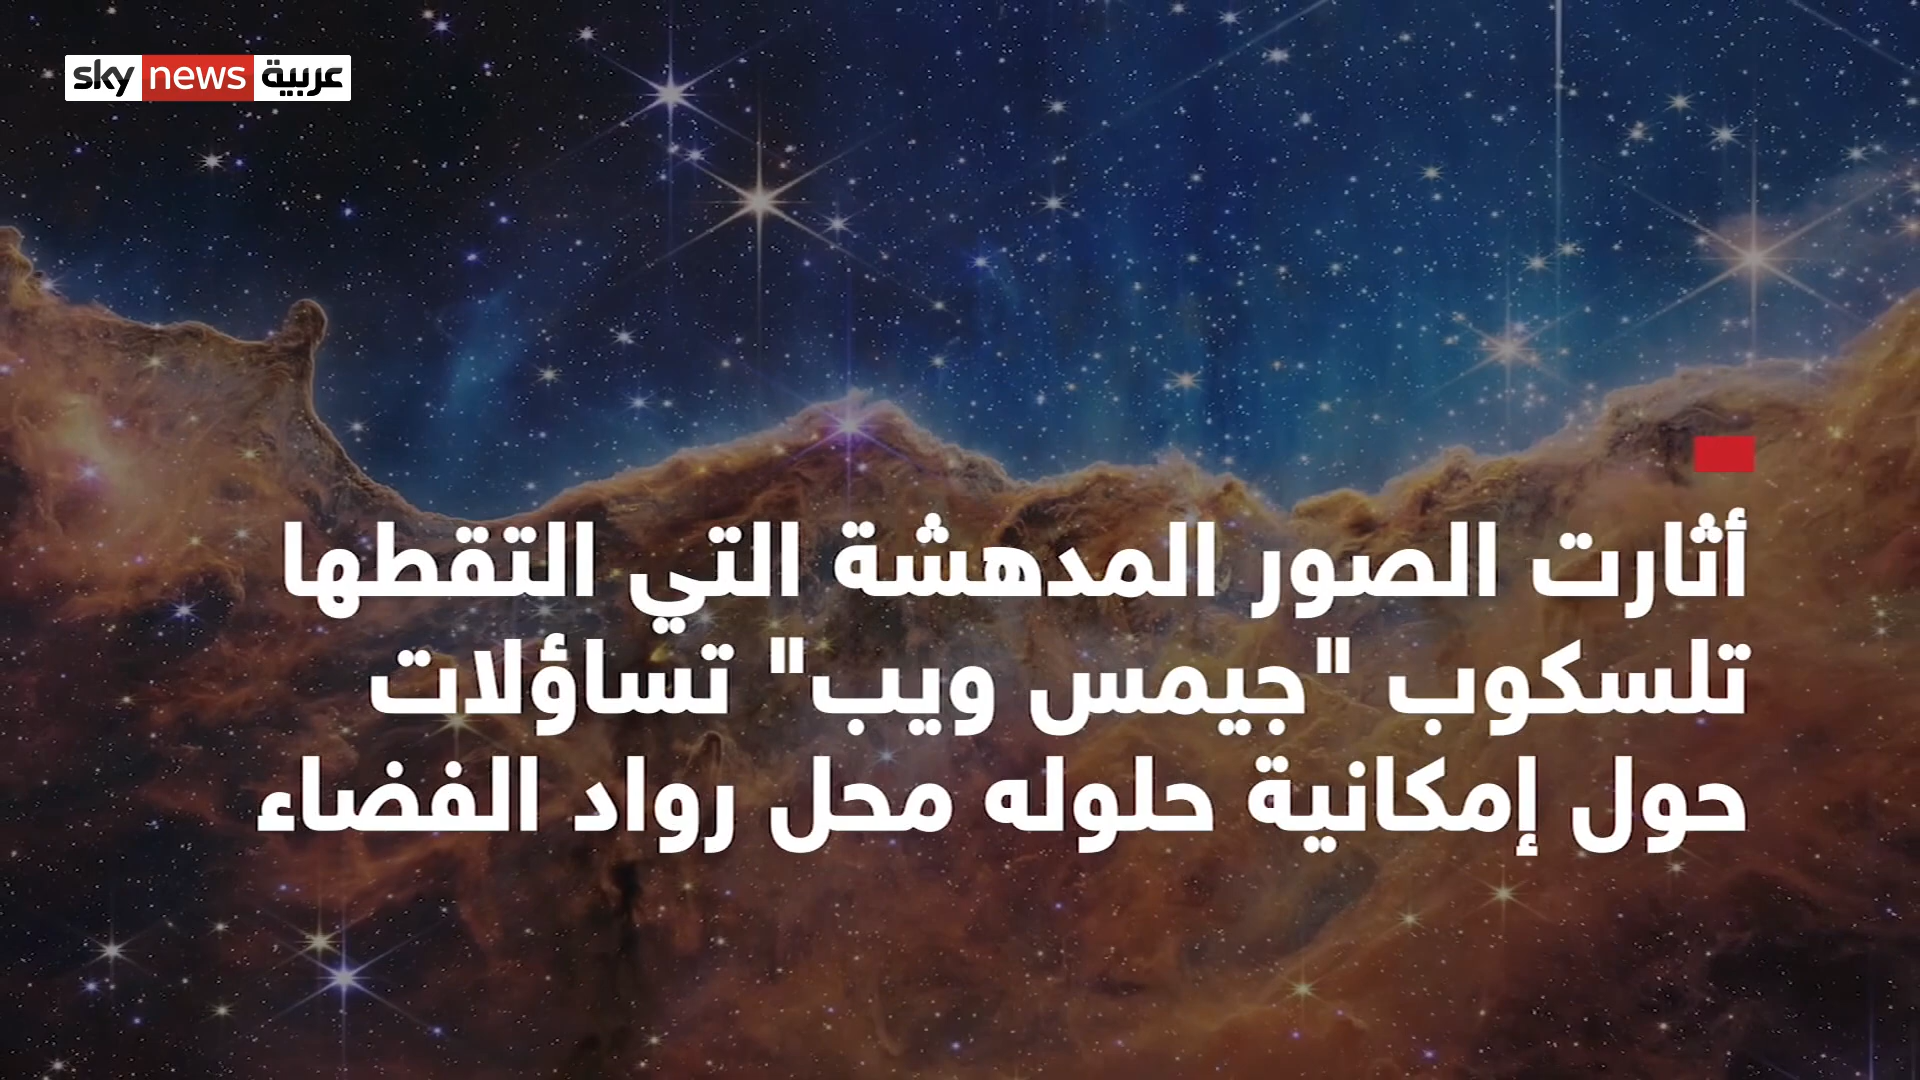 sky news عربية
أثارت الصور المدهشة التي التقطها
تلسكوب "جيمس ويب" تساؤلات
حول إمكانية حلوله محل رواد الفضاء